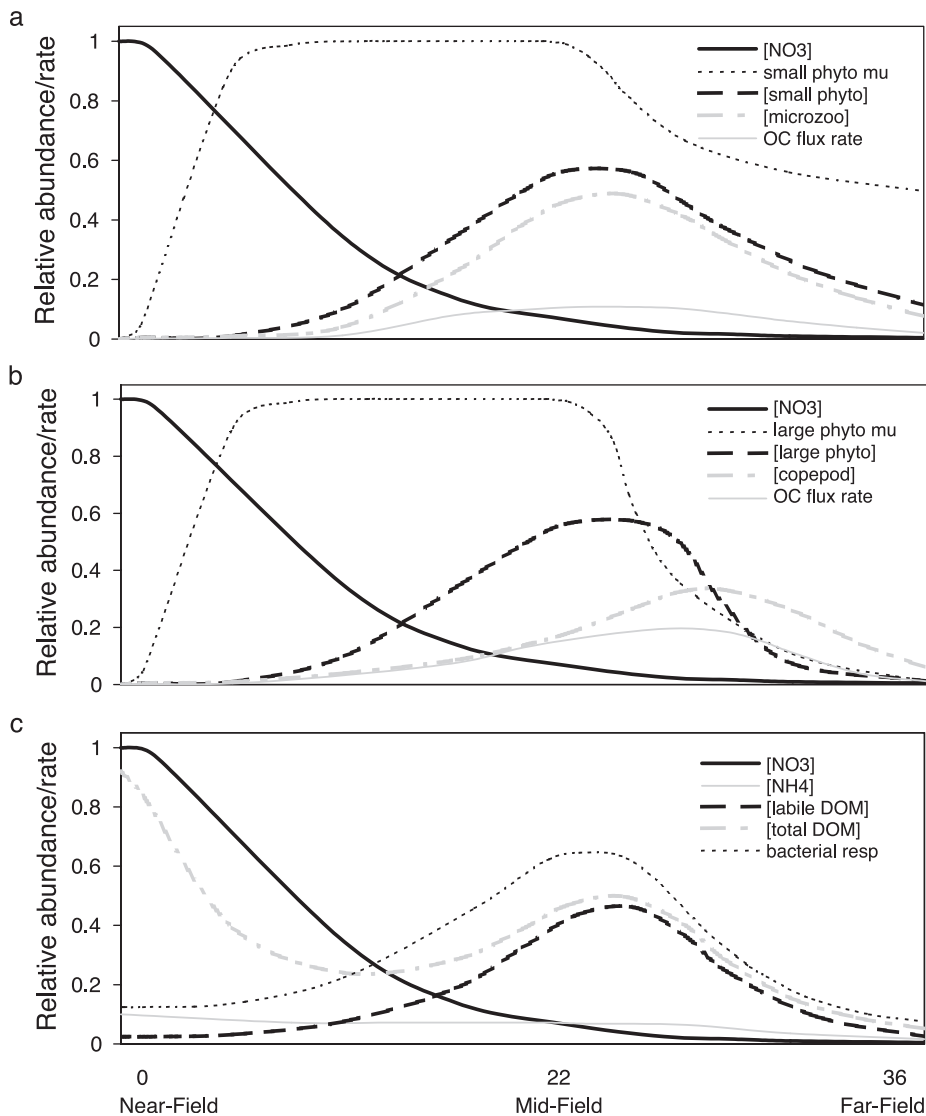 a
Relative abundance/rate
1
0.8
0.6
0.4
0.2
0
[NO3]
small phyto mu
[small phyto]
[microzoo]
OC flux rate
b
Relative abundance/rate
1
0.8
0.6
0.4
0.2
0
[NO3]
large phyto mu
[large phyto]
[copepod]
OC flux rate
c
Relative abundance/rate
1
0.8
0.6
0.4
0.2
0
[NO3]
[NH4]
[labile DOM]
[total DOM]
bacterial resp
0 22 36
Near-Field Mid-Field Far-Field